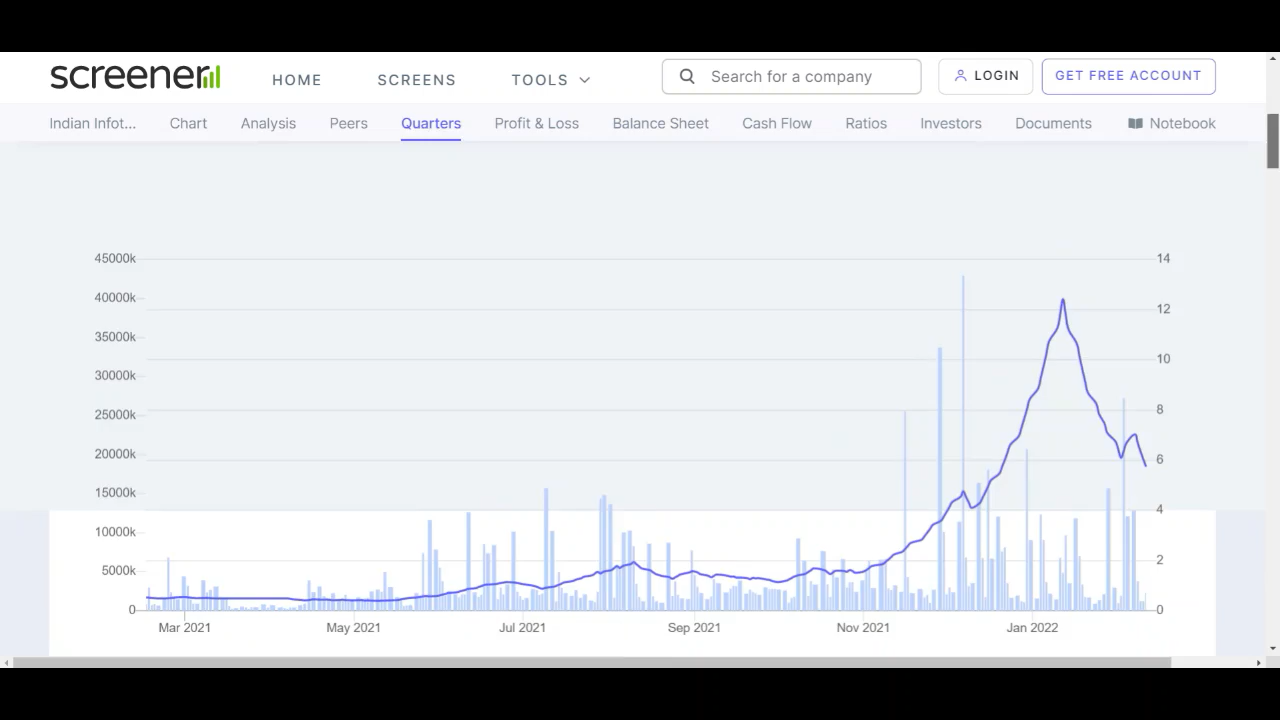 screener HOME SCREENS TOOLS Search for a company LOGIN GET FREE ACCOUNT
Indian Infot... Chart Analysis Peers Quarters Profit & Loss Balance Sheet Cash Flow Ratios Investors Documents Notebook
45000k 14
40000k
12
35000k
10
30000k
25000k 8
20000k 6
15000k
4
10000k
2
5000k
0 0
Mar 2021 May 2021 Jul 2021 Sep 2021 Nov 2021 Jan 2022